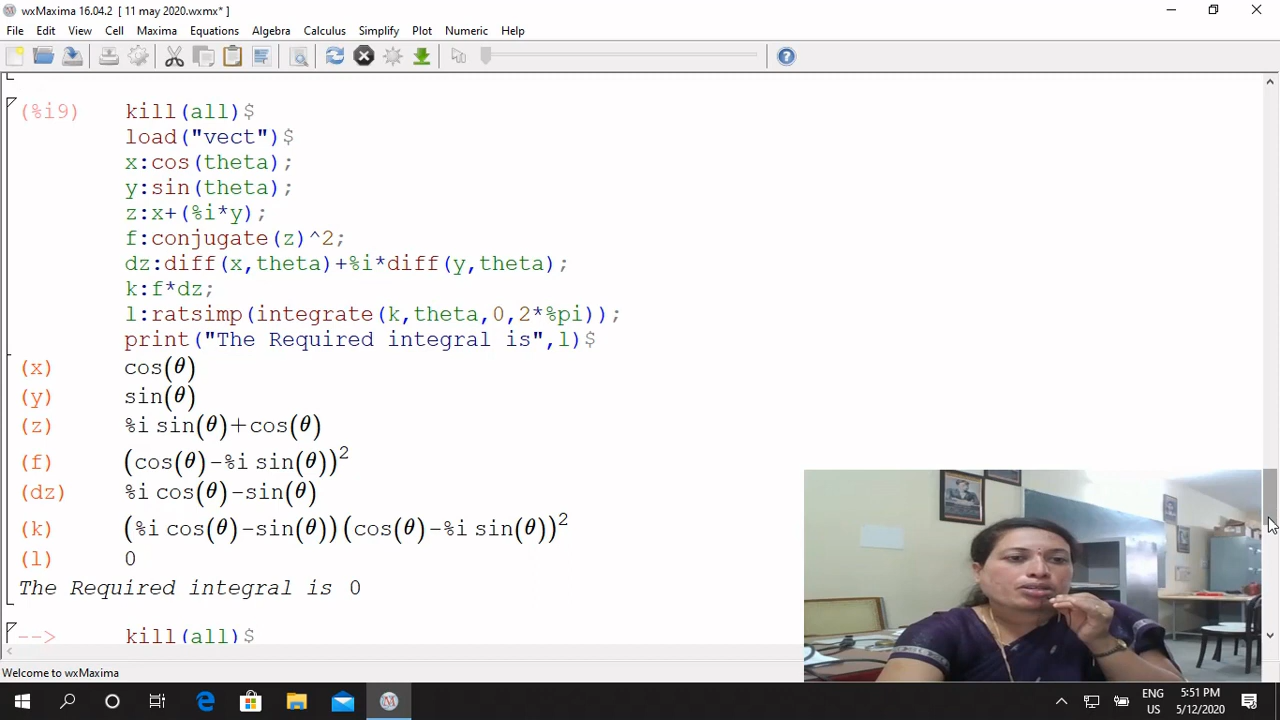 wxMaxima 16.04.2 [ 11 may 2020.wxmx* ]
File Edit View Cell Maxima Equations Algebra Calculus Simplify Plot Numeric Help
(%i9) kill(all)$
load("vect")$
x:cos(theta);
y:sin(theta);
z:x+(%i*y);
f:conjugate(z)^2;
dz:diff(x,theta)+%i*diff(y,theta);
k:f*dz;
l:ratsimp(integrate(k,theta,0,2*%pi));
print("The Required integral is",l)$
(x) cos(θ)
(y) sin(θ)
(z) %i sin(θ)+cos(θ)
(f) (cos(θ)-%i sin(θ))²
(dz) %i cos(θ)-sin(θ)
(k) (%i cos(θ)-sin(θ))(cos(θ)-%i sin(θ))²
(l) 0
The Required integral is 0
--> kill(all)$
Welcome to wxMaxima
ENG 5:51 PM
US 5/12/2020